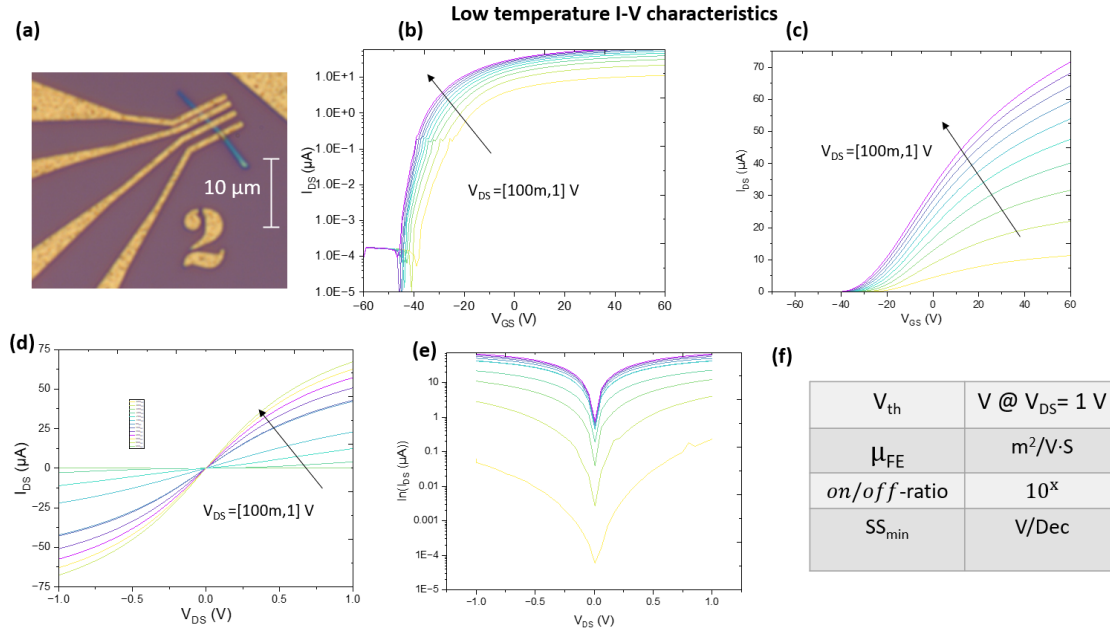 Low temperature I-V characteristics
(a)
10 µm
2
(b)
1.0E+1
1.0E+0
1.0E-1
1.0E-2
1.0E-3
1.0E-4
1.0E-5
I_DS (µA)
V_DS =[100m,1] V
−60 −40 −20 0 20 40 60
V_GS (V)
(c)
70
60
50
40
30
20
10
0
I_DS (µA)
V_DS =[100m,1] V
−60 −40 −20 0 20 40 60
V_GS (V)
(d)
75
50
25
0
−25
−50
−75
I_DS (µA)
V_DS =[100m,1] V
−1.0 −0.5 0.0 0.5 1.0
V_DS (V)
(e)
10
1
0.1
0.01
0.001
1E−4
1E−5
ln(I_DS (µA))
−1.0 −0.5 0.0 0.5 1.0
V_DS (V)
(f)
V_th V @ V_DS= 1 V
µ_FE m²/V·S
on/off-ratio 10^x
SS_min V/Dec